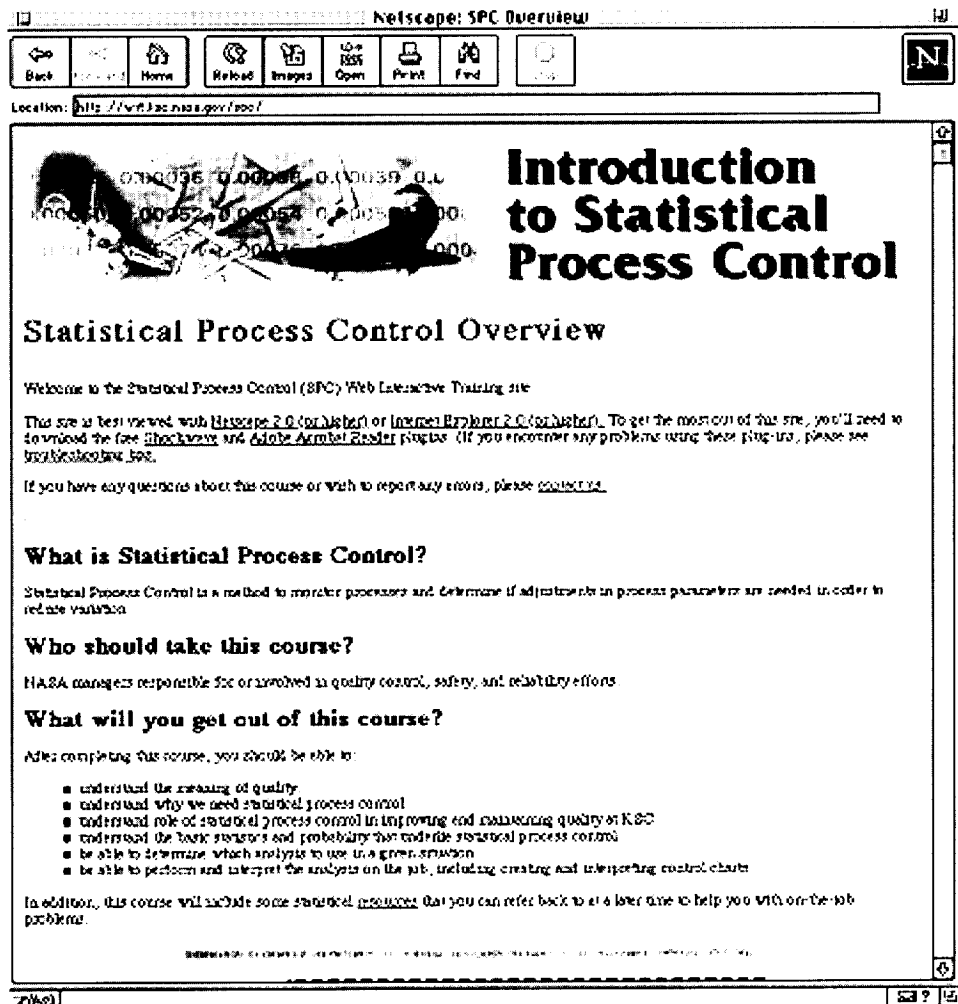 Netscape: SPC Overview
Back Home Reload Images Open Print Find
N
Location:
0.00036 0.00039
Introduction
to Statistical
Process Control
Statistical Process Control Overview
Welcome to the Statistical Process Control (SPC) Web Interactive Training site
This site is best viewed with Netscape 2.0 (or higher) or Internet Explorer 2.0 (or higher). To get the most out of this site, you'll need to
download the free Shockwave and Adobe Acrobat Reader plugins. (If you encounter any problems using these plug-ins, please see
troubleshooting
If you have any questions about this course or wish to report any errors, please contact us.
What is Statistical Process Control?
Statistical Process Control is a method to monitor processes and determine if adjustments in process parameters are needed in order to
reduce variation
Who should take this course?
NASA managers responsible for or involved in quality control, safety, and reliability efforts.
What will you get out of this course?
After completing this course, you should be able to:
understand the meaning of quality
understand why we need statistical process control
understand role of statistical process control in improving and maintaining quality at KSC
understand the basic statistics and probability that underlie statistical process control
be able to determine which analysis to use in a given situation
be able to perform and interpret the analysis on the job, including creating and interpreting control charts
In addition, this course will include some statistical resources that you can refer back to at a later time to help you with on-the-job
problems.